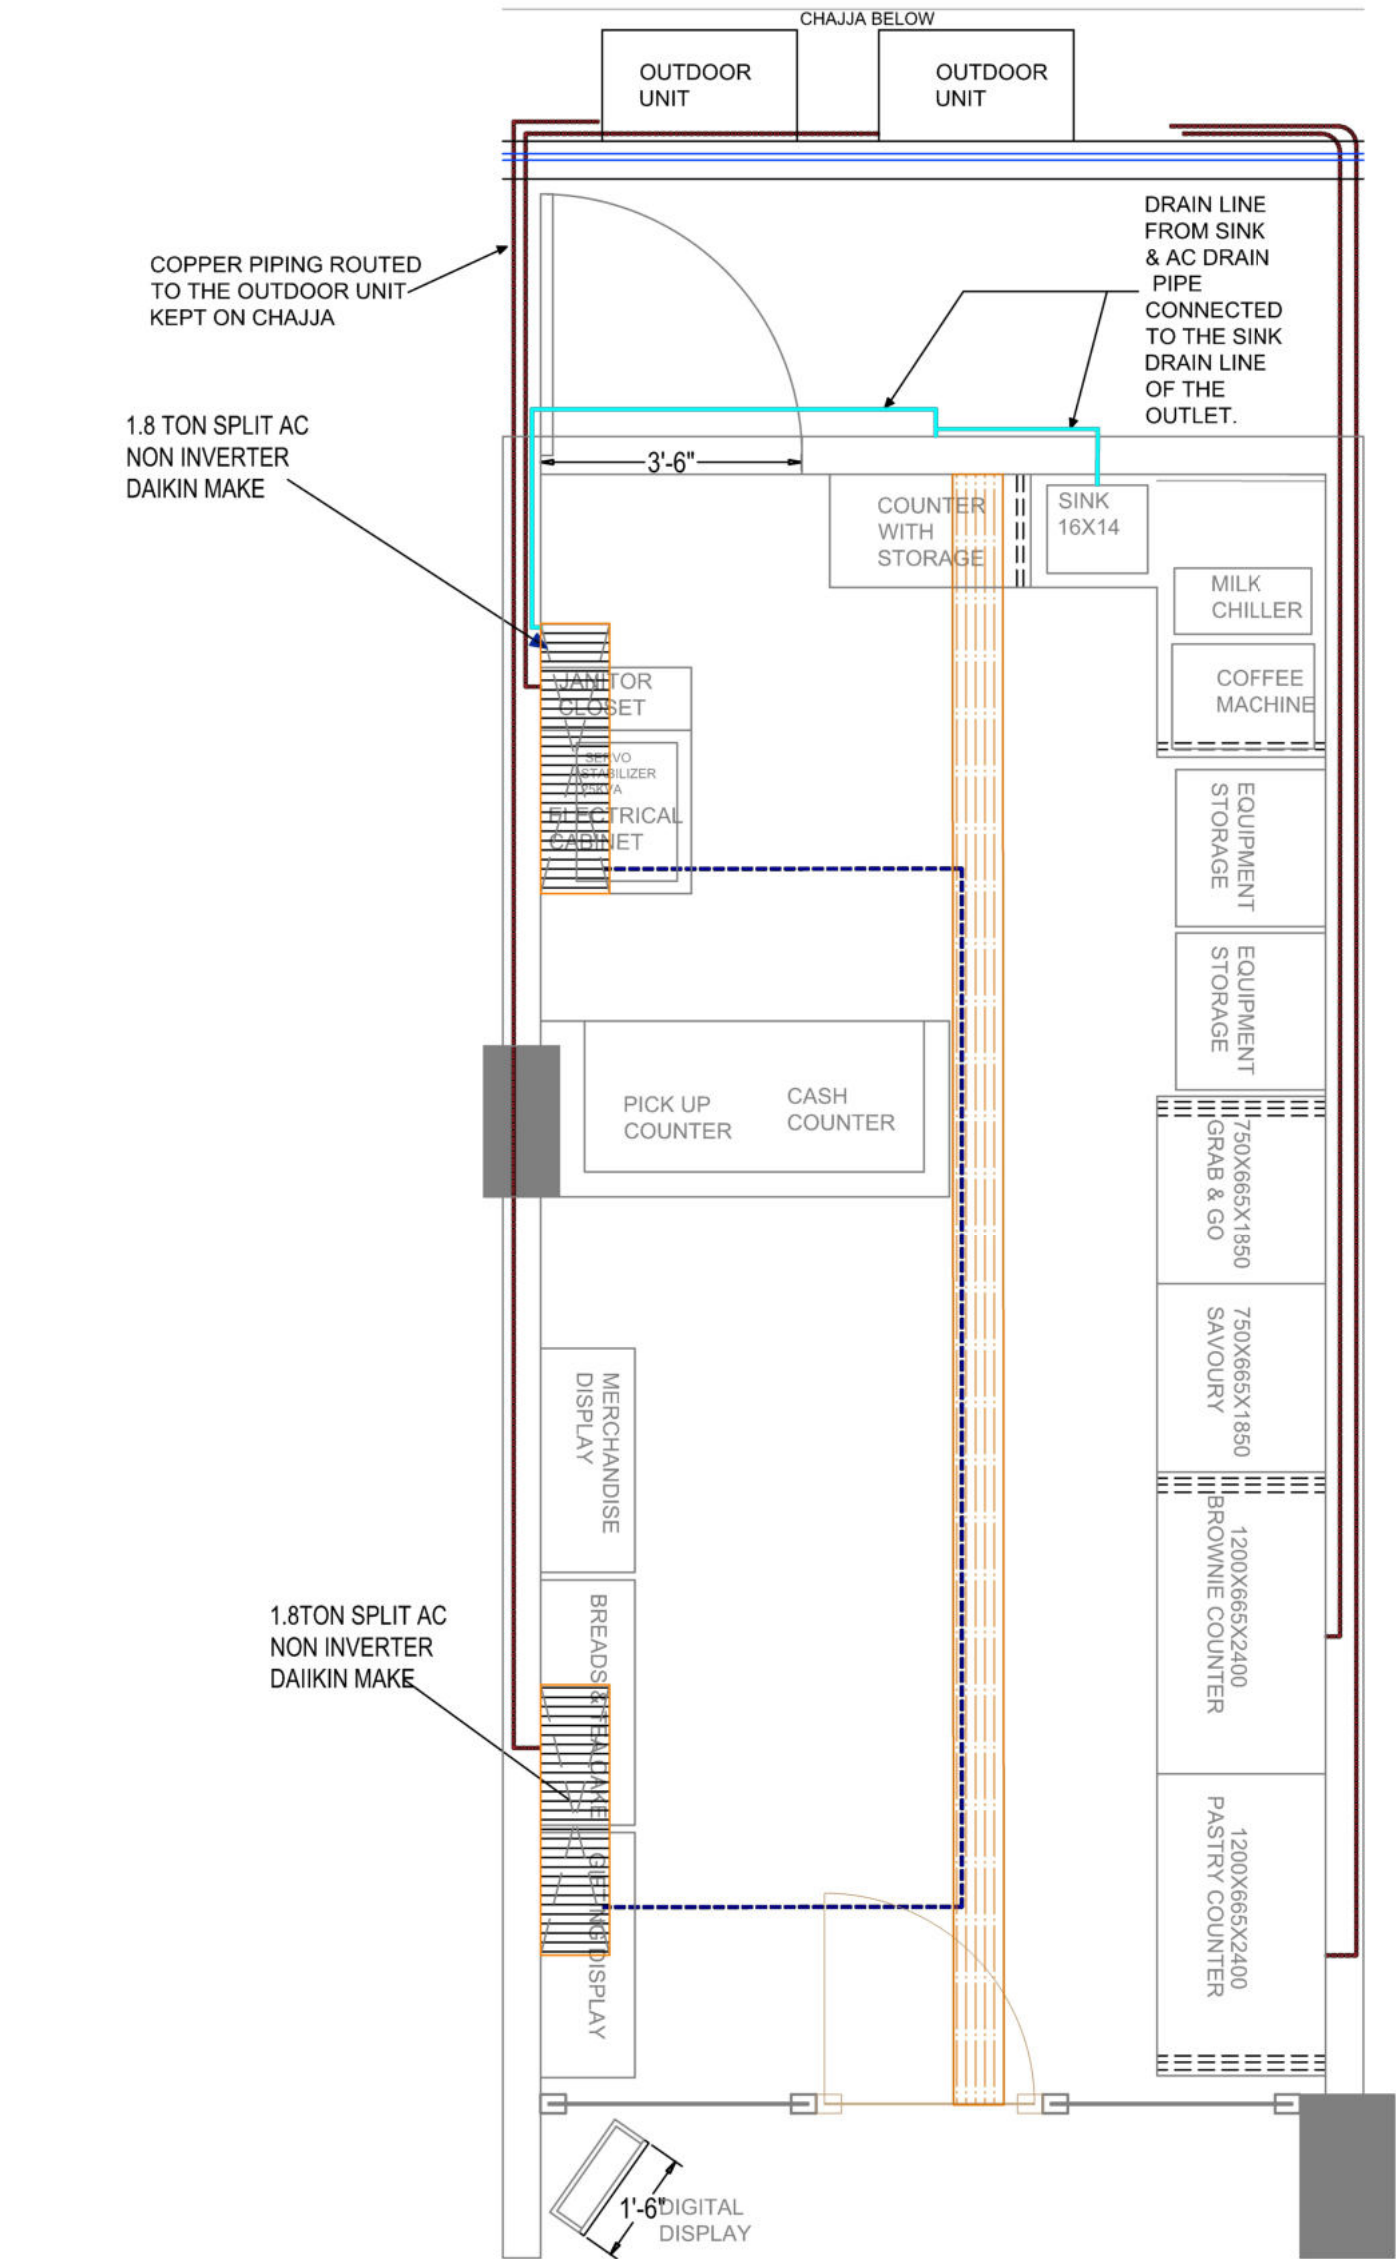 CHAJJA BELOW
OUTDOOR
UNIT
OUTDOOR
UNIT
DRAIN LINE
FROM SINK
& AC DRAIN
PIPE
CONNECTED
TO THE SINK
DRAIN LINE
OF THE
OUTLET.
COPPER PIPING ROUTED
TO THE OUTDOOR UNIT
KEPT ON CHAJJA
1.8 TON SPLIT AC
NON INVERTER
DAIKIN MAKE
3'-6"
COUNTER
WITH
STORAGE
SINK
16X14
MILK
CHILLER
COFFEE
MACHINE
JANITOR
CLOSET
SERVO
STABILIZER
25KVA
ELECTRICAL
CABINET
EQUIPMENT
STORAGE
EQUIPMENT
STORAGE
PICK UP
COUNTER
CASH
COUNTER
750X665X1850
GRAB & GO
750X665X1850
SAVOURY
MERCHANDISE
DISPLAY
1200X665X2400
BROWNIE COUNTER
BREADS & TEA CAKE
1.8TON SPLIT AC
NON INVERTER
DAIIKIN MAKE
1200X665X2400
PASTRY COUNTER
GIFTING DISPLAY
1'-6"
DIGITAL
DISPLAY